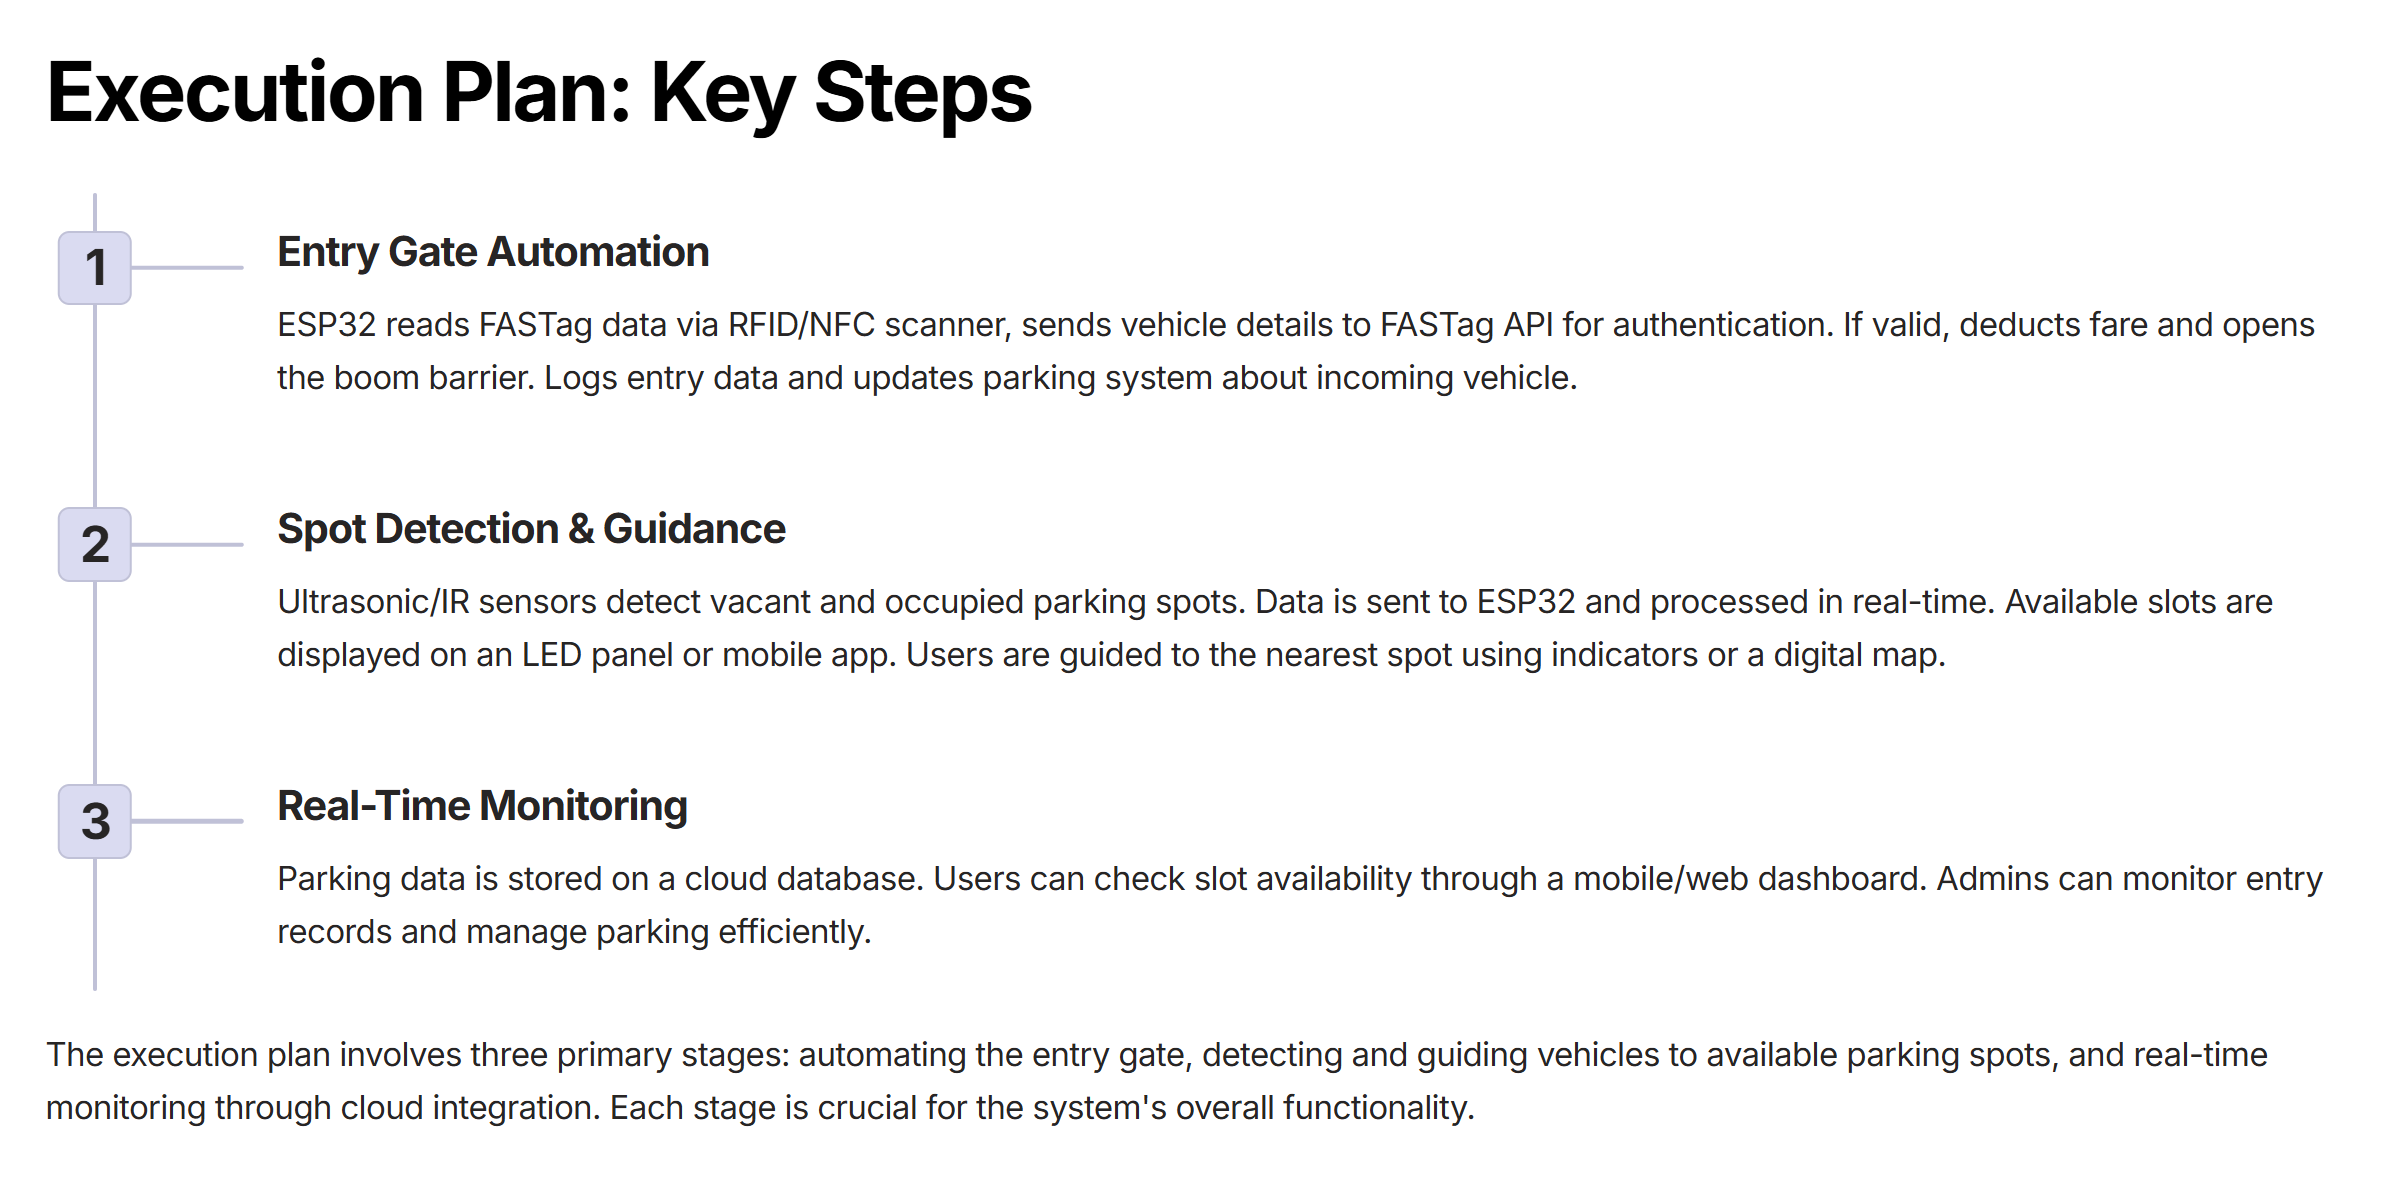 Execution Plan: Key Steps
1
Entry Gate Automation
ESP32 reads FASTag data via RFID/NFC scanner, sends vehicle details to FASTag API for authentication. If valid, deducts fare and opens
the boom barrier. Logs entry data and updates parking system about incoming vehicle.
2
Spot Detection & Guidance
Ultrasonic/IR sensors detect vacant and occupied parking spots. Data is sent to ESP32 and processed in real-time. Available slots are
displayed on an LED panel or mobile app. Users are guided to the nearest spot using indicators or a digital map.
3
Real-Time Monitoring
Parking data is stored on a cloud database. Users can check slot availability through a mobile/web dashboard. Admins can monitor entry
records and manage parking efficiently.
The execution plan involves three primary stages: automating the entry gate, detecting and guiding vehicles to available parking spots, and real-time
monitoring through cloud integration. Each stage is crucial for the system's overall functionality.